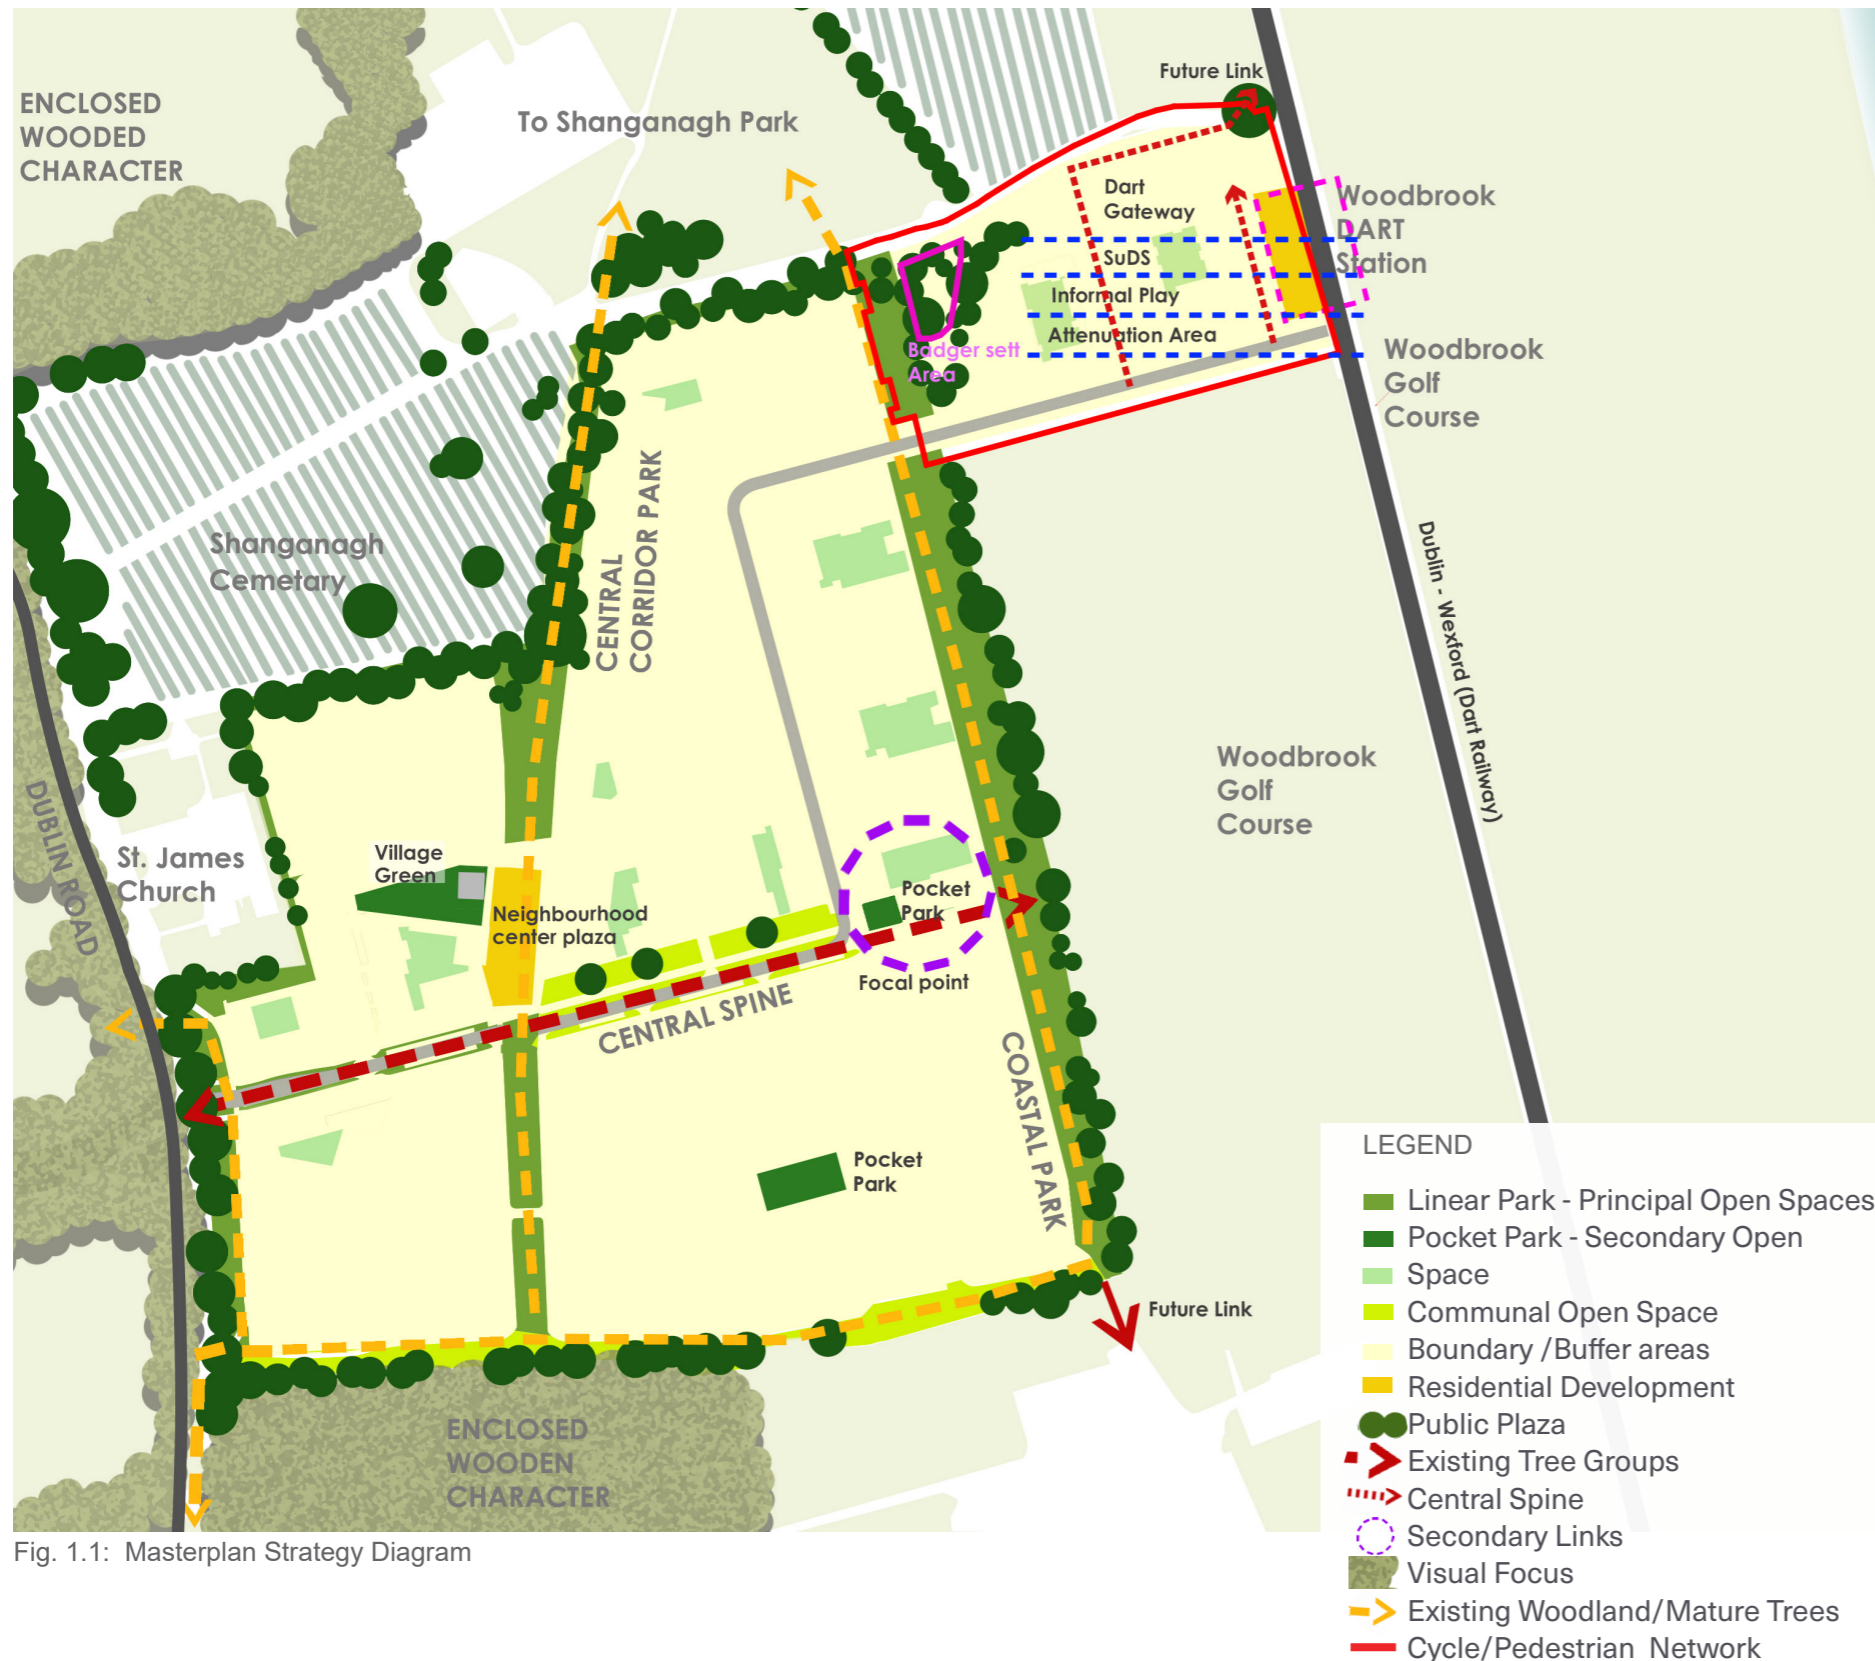 ENCLOSED
WOODED
CHARACTER
To Shanganagh Park
Future Link
Dart
Gateway
SuDS
Informal Play
Attenuation Area
Badger sett
Area
Woodbrook
DART
Station
Woodbrook
Golf
Course
Shanganagh
Cemetary
CENTRAL
CORRIDOR PARK
Dublin - Wexford (Dart Railway)
Woodbrook
Golf
Course
DUBLIN ROAD
St. James
Church
Village
Green
Neighbourhood
center plaza
Pocket
Park
Focal point
CENTRAL SPINE
COASTAL PARK
Pocket
Park
Future Link
ENCLOSED
WOODEN
CHARACTER
LEGEND
Linear Park - Principal Open Spaces
Pocket Park - Secondary Open
Space
Communal Open Space
Boundary /Buffer areas
Residential Development
Public Plaza
Existing Tree Groups
Central Spine
Secondary Links
Visual Focus
Existing Woodland/Mature Trees
Cycle/Pedestrian Network
Fig. 1.1: Masterplan Strategy Diagram